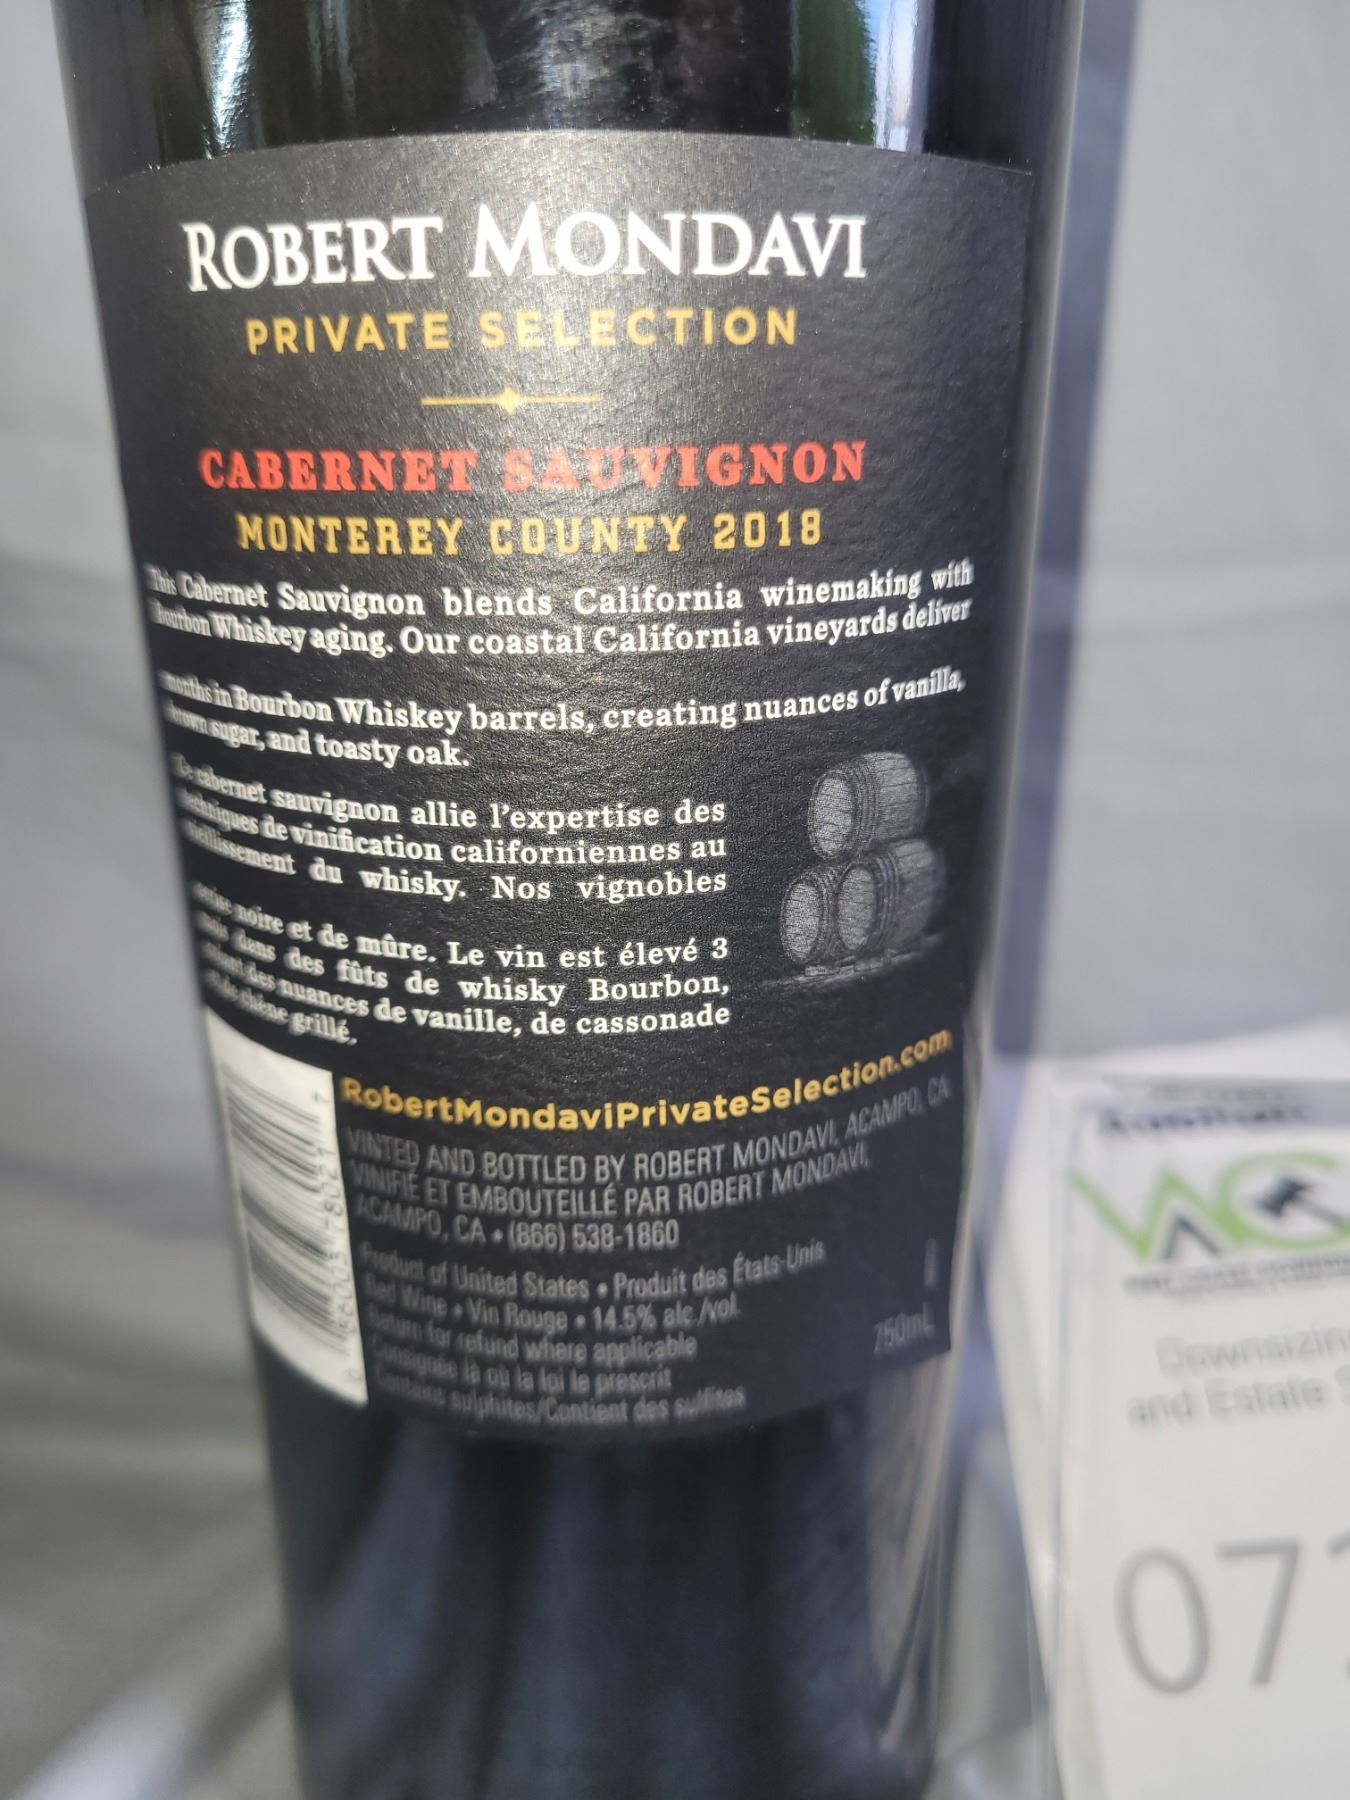 ROBERT MONDAVI
PRIVATE SELECTION
CABERNET SAUVIGNON
MONTEREY COUNTY 2018
This Cabernet Sauvignon blends California winemaking with
Bourbon Whiskey aging. Our coastal California vineyards deliver
months in Bourbon Whiskey barrels, creating nuances of vanilla,
brown sugar, and toasty oak.
Ce cabernet sauvignon allie l'expertise des
techniques de vinification californiennes au
vieillissement du whisky. Nos vignobles
noire et de mûre. Le vin est élevé 3
mois dans des fûts de whisky Bourbon,
des nuances de vanille, de cassonade
et de chêne grillé.
RobertMondaviPrivateSelection.com
VINTED AND BOTTLED BY ROBERT MONDAVI, ACAMPO, CA
VINIFIÉ ET EMBOUTEILLÉ PAR ROBERT MONDAVI,
ACAMPO, CA • (866) 538-1860
Product of United States • Produit des États-Unis
Red Wine • Vin Rouge • 14.5% alc./vol.
Return for refund where applicable
Consignée là où la loi le prescrit
Contains sulphites/Contient des sulfites
750mL
Downsizing
and Estate
07